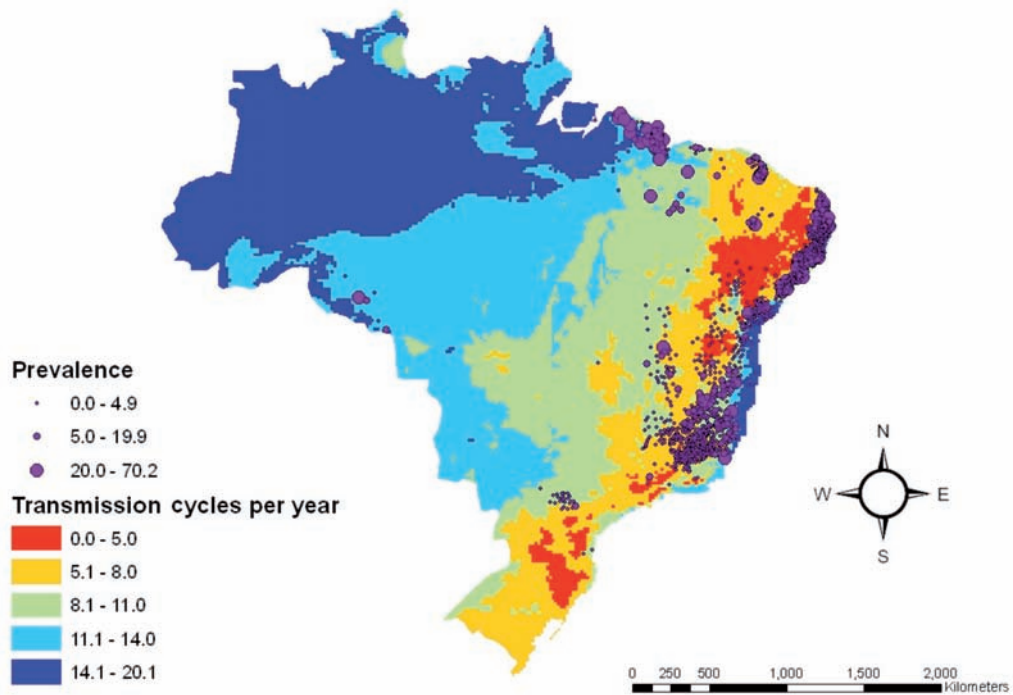 Prevalence
0.0 - 4.9
5.0 - 19.9
20.0 - 70.2
Transmission cycles per year
0.0 - 5.0
5.1 - 8.0
8.1 - 11.0
11.1 - 14.0
14.1 - 20.1
N
W E
S
0 250 500 1,000 1,500 2,000
Kilometers